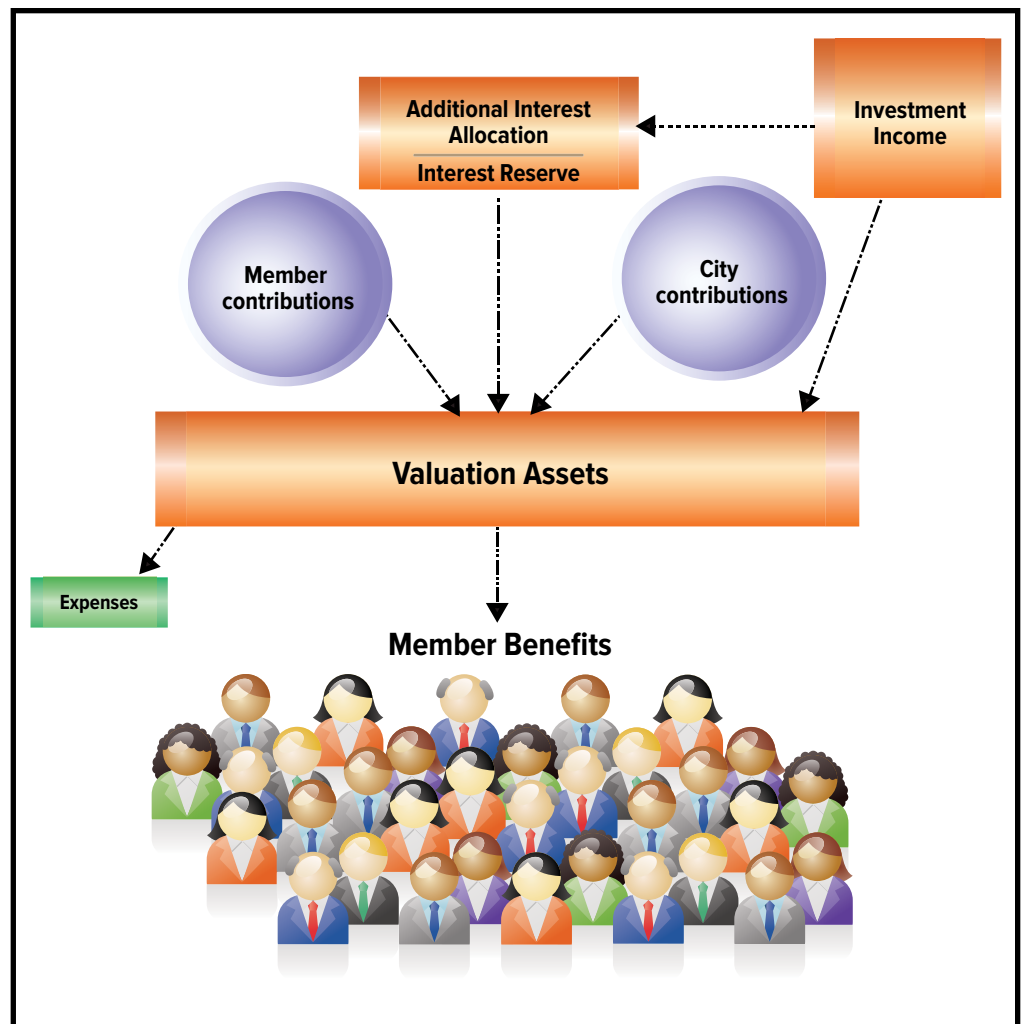 Additional Interest
Allocation
Interest Reserve
Investment
Income
Member
contributions
City
contributions
Valuation Assets
Expenses
Member Benefits